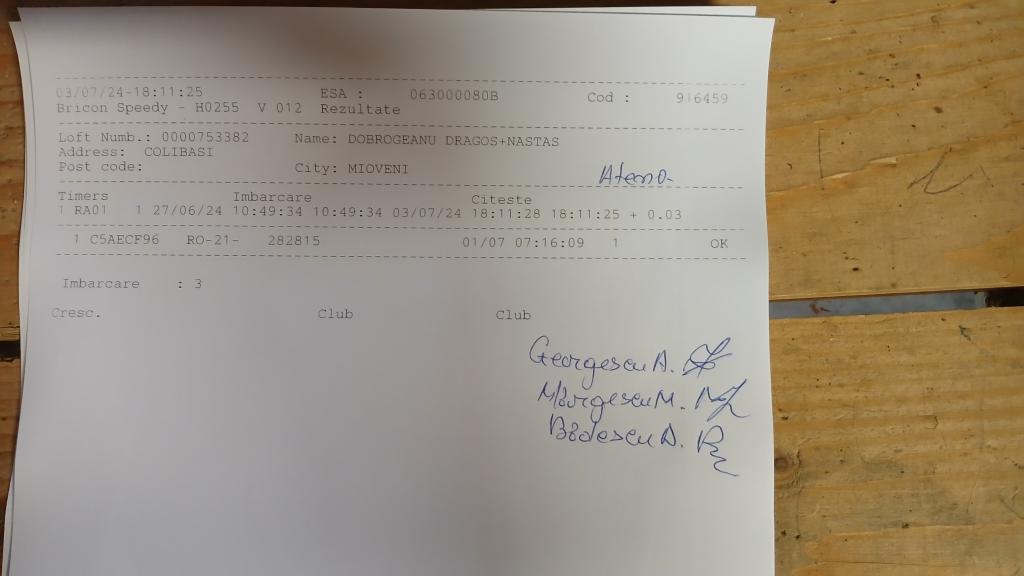 03/07/24-18:11:25 ESA : 063000080B Cod : 916459
Bricon Speedy - H0255 V 012 Rezultate
Loft Numb.: 0000753382 Name: DOBROGEANU DRAGOS+NASTAS
Address: COLIBASI
Post code: City: MIOVENI
Atena
Timers Imbarcare Citeste
1 RA01 1 27/06/24 10:49:34 10:49:34 03/07/24 18:11:28 18:11:25 + 0.03
1 C5AECF96 RO-21- 282815 01/07 07:16:09 1 OK
Imbarcare : 3
Cresc. Club Club
Georgescu A.
M.
Bădescu A.